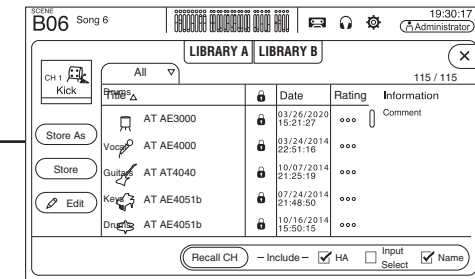 SCENE
B06 Song 6
19:30:17
Administrator
LIBRARY A LIBRARY B
×
CH 1
Kick
All
115 / 115
Drums
Title Date Rating Information
AT AE3000 03/26/2020 15:21:27 Comment
Vocal AT AE4000 03/24/2014 22:51:16
Guitars AT AT4040 10/07/2014 21:25:19
Keys AT AE4051b 07/24/2014 21:48:50
Drums AT AE4051b 10/16/2014 15:50:15
Store As
Store
Edit
Recall CH – Include – HA Input Select Name